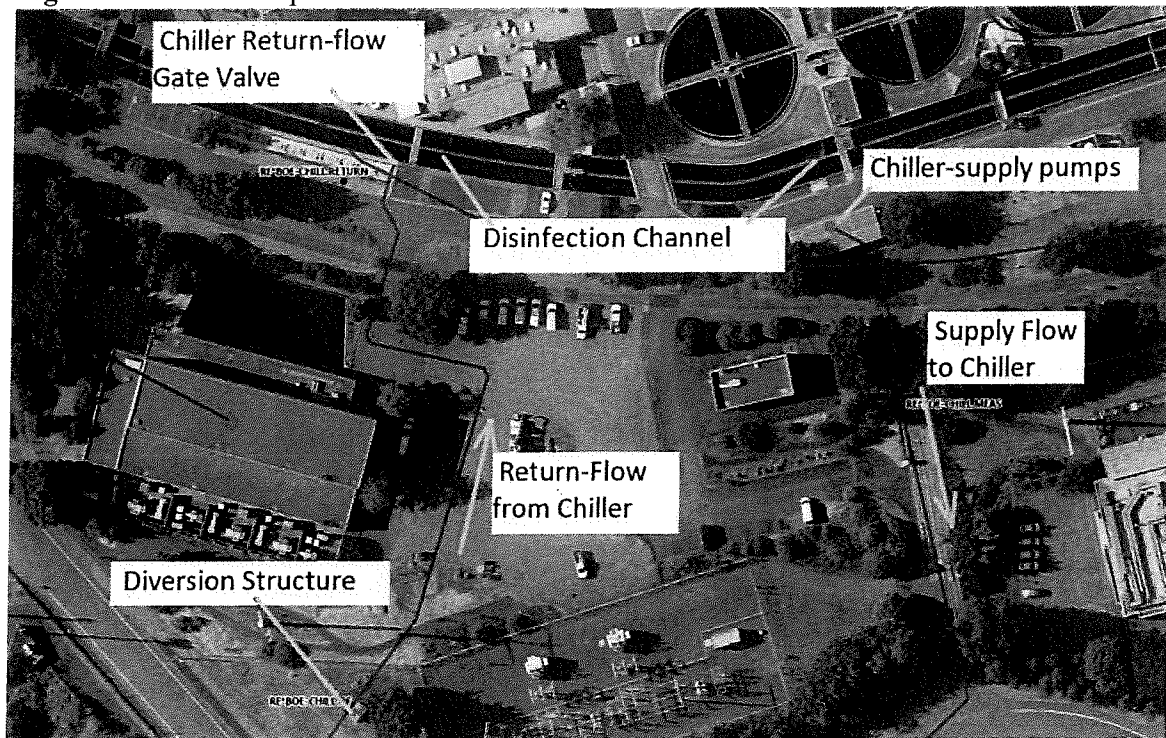 Chiller Return-flow
Gate Valve
Chiller-supply pumps
Disinfection Channel
Supply Flow
to Chiller
Return-Flow
from Chiller
Diversion Structure